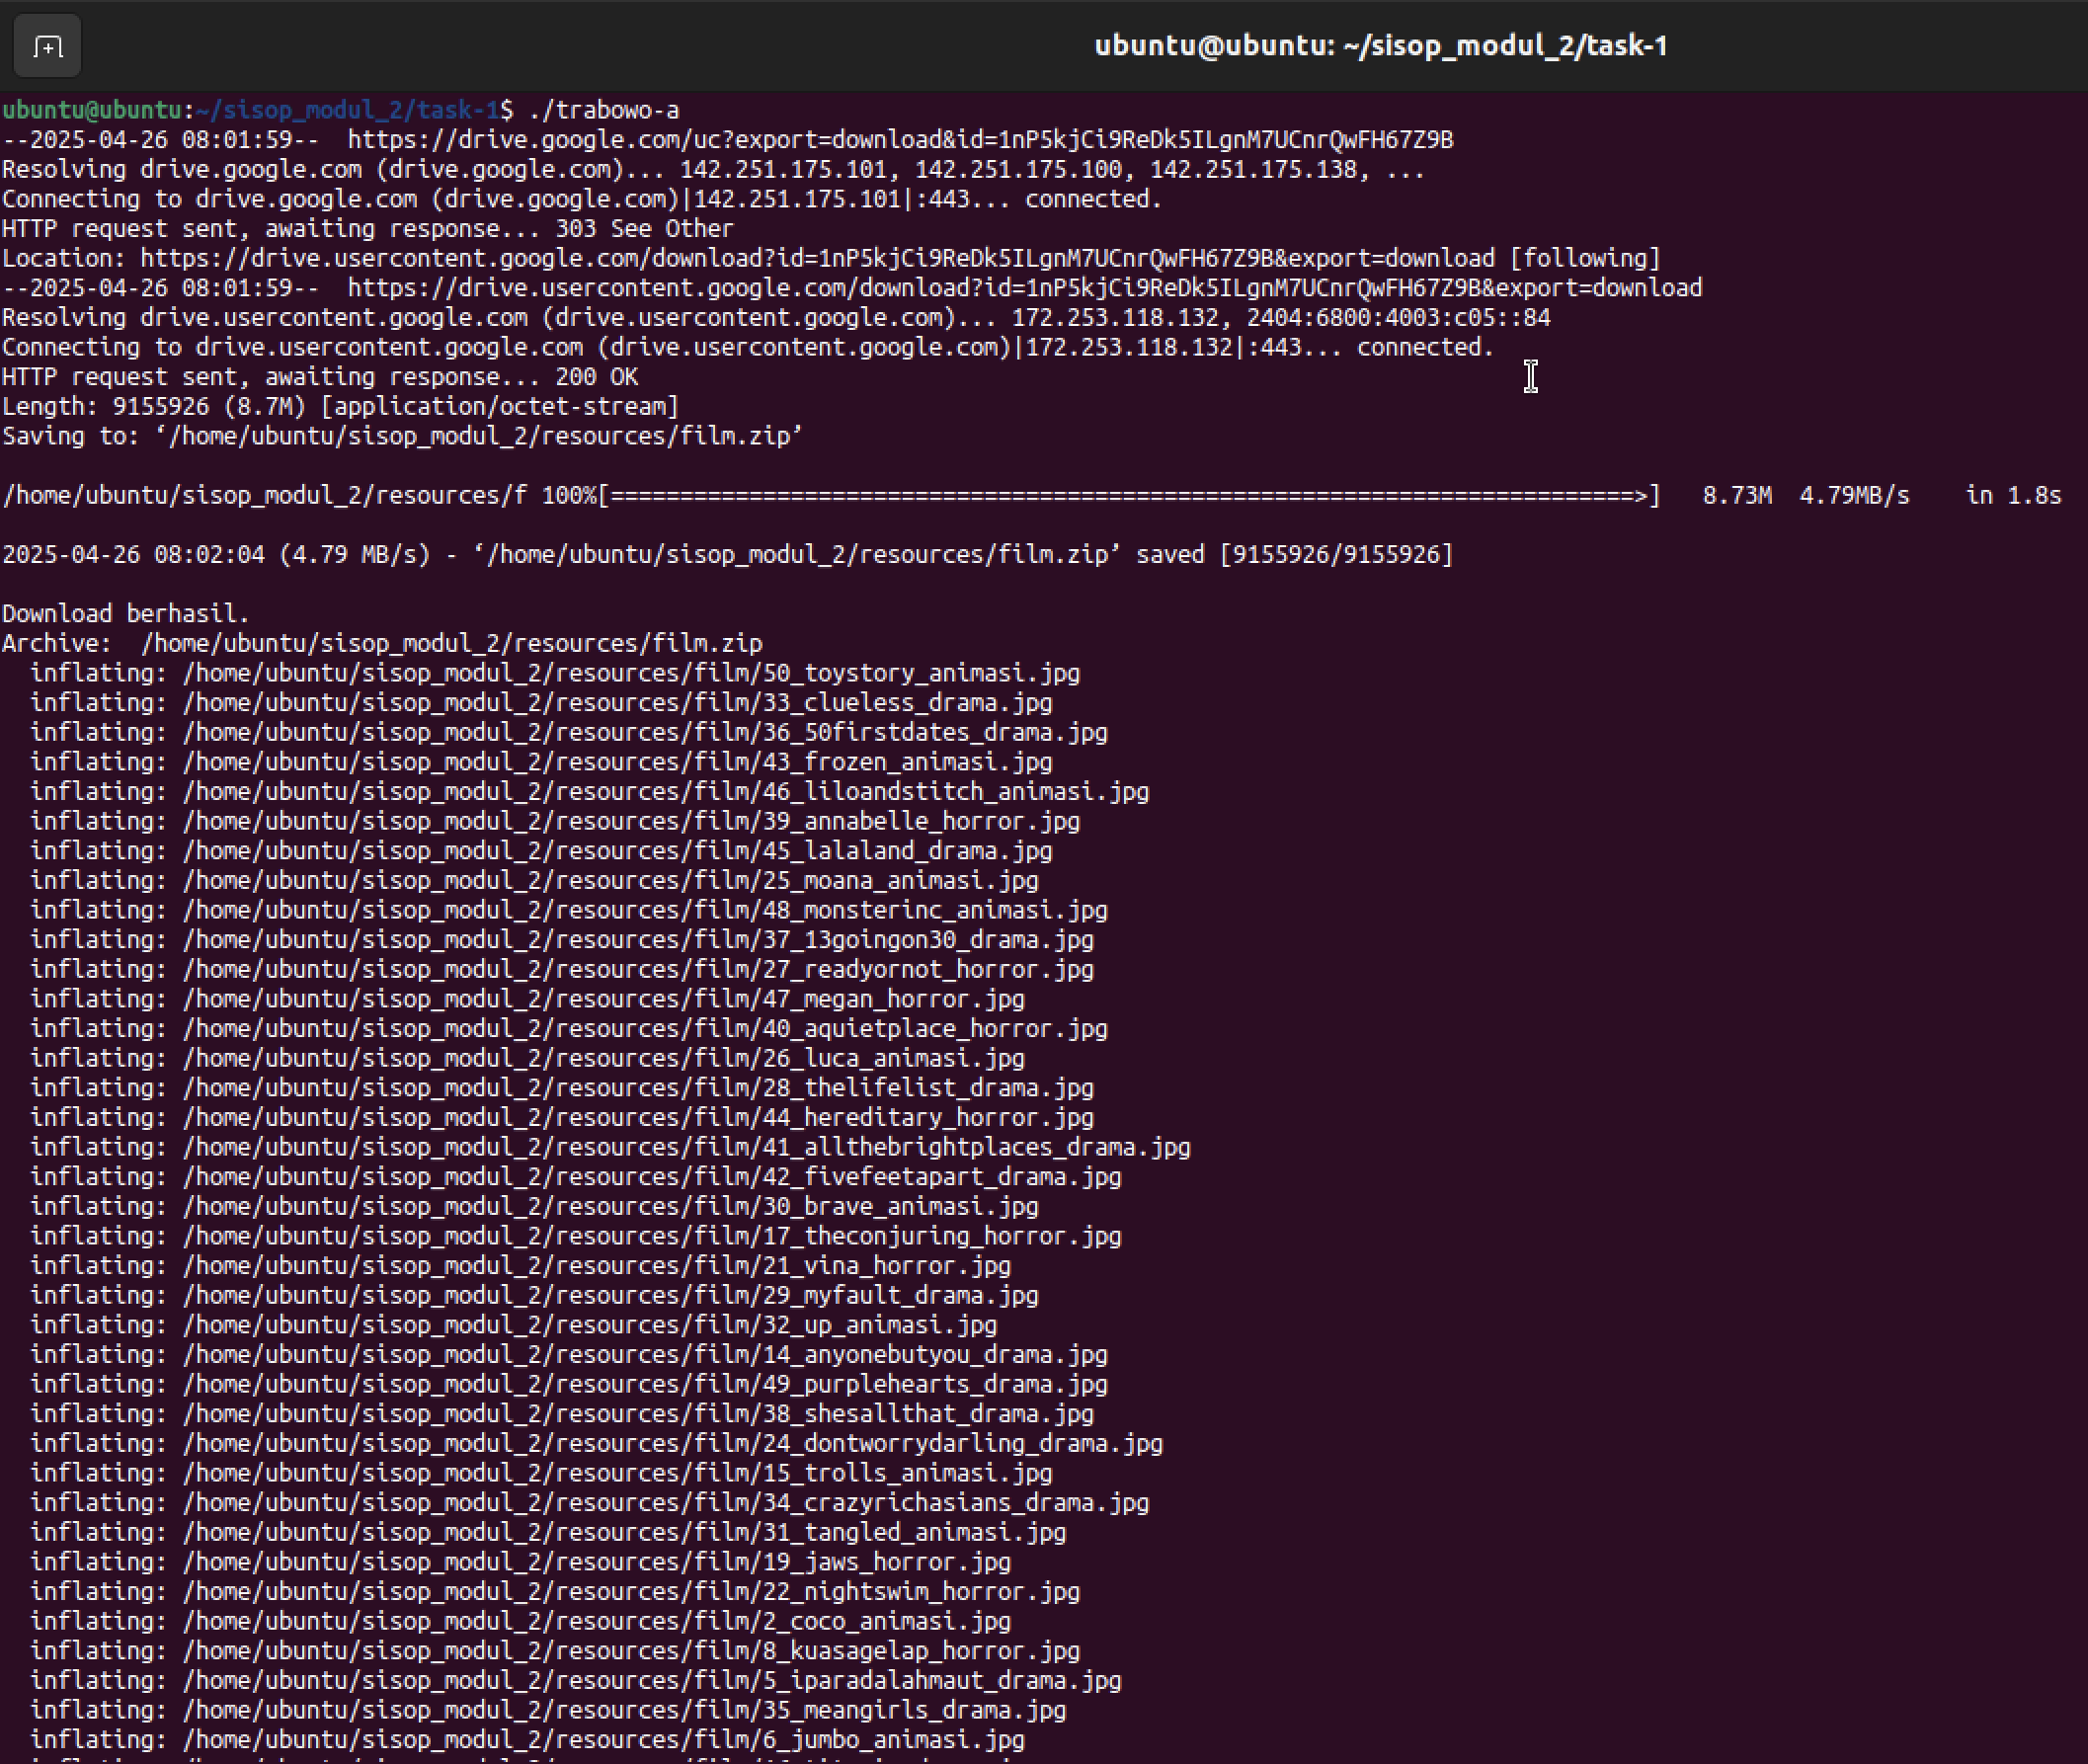 ubuntu@ubuntu: ~/sisop_modul_2/task-1
ubuntu@ubuntu:~/sisop_modul_2/task-1$ ./trabowo-a
--2025-04-26 08:01:59--  https://drive.google.com/uc?export=download&id=1nP5kjCi9ReDk5ILgnM7UCnrQwFH67Z9B
Resolving drive.google.com (drive.google.com)... 142.251.175.101, 142.251.175.100, 142.251.175.138, ...
Connecting to drive.google.com (drive.google.com)|142.251.175.101|:443... connected.
HTTP request sent, awaiting response... 303 See Other
Location: https://drive.usercontent.google.com/download?id=1nP5kjCi9ReDk5ILgnM7UCnrQwFH67Z9B&export=download [following]
--2025-04-26 08:01:59--  https://drive.usercontent.google.com/download?id=1nP5kjCi9ReDk5ILgnM7UCnrQwFH67Z9B&export=download
Resolving drive.usercontent.google.com (drive.usercontent.google.com)... 172.253.118.132, 2404:6800:4003:c05::84
Connecting to drive.usercontent.google.com (drive.usercontent.google.com)|172.253.118.132|:443... connected.
HTTP request sent, awaiting response... 200 OK
Length: 9155926 (8.7M) [application/octet-stream]
Saving to: ‘/home/ubuntu/sisop_modul_2/resources/film.zip’
/home/ubuntu/sisop_modul_2/resources/f 100%[==========================================================================>]   8.73M  4.79MB/s    in 1.8s
2025-04-26 08:02:04 (4.79 MB/s) - ‘/home/ubuntu/sisop_modul_2/resources/film.zip’ saved [9155926/9155926]
Download berhasil.
Archive:  /home/ubuntu/sisop_modul_2/resources/film.zip
  inflating: /home/ubuntu/sisop_modul_2/resources/film/50_toystory_animasi.jpg
  inflating: /home/ubuntu/sisop_modul_2/resources/film/33_clueless_drama.jpg
  inflating: /home/ubuntu/sisop_modul_2/resources/film/36_50firstdates_drama.jpg
  inflating: /home/ubuntu/sisop_modul_2/resources/film/43_frozen_animasi.jpg
  inflating: /home/ubuntu/sisop_modul_2/resources/film/46_liloandstitch_animasi.jpg
  inflating: /home/ubuntu/sisop_modul_2/resources/film/39_annabelle_horror.jpg
  inflating: /home/ubuntu/sisop_modul_2/resources/film/45_lalaland_drama.jpg
  inflating: /home/ubuntu/sisop_modul_2/resources/film/25_moana_animasi.jpg
  inflating: /home/ubuntu/sisop_modul_2/resources/film/48_monsterinc_animasi.jpg
  inflating: /home/ubuntu/sisop_modul_2/resources/film/37_13goingon30_drama.jpg
  inflating: /home/ubuntu/sisop_modul_2/resources/film/27_readyornot_horror.jpg
  inflating: /home/ubuntu/sisop_modul_2/resources/film/47_megan_horror.jpg
  inflating: /home/ubuntu/sisop_modul_2/resources/film/40_aquietplace_horror.jpg
  inflating: /home/ubuntu/sisop_modul_2/resources/film/26_luca_animasi.jpg
  inflating: /home/ubuntu/sisop_modul_2/resources/film/28_thelifelist_drama.jpg
  inflating: /home/ubuntu/sisop_modul_2/resources/film/44_hereditary_horror.jpg
  inflating: /home/ubuntu/sisop_modul_2/resources/film/41_allthebrightplaces_drama.jpg
  inflating: /home/ubuntu/sisop_modul_2/resources/film/42_fivefeetapart_drama.jpg
  inflating: /home/ubuntu/sisop_modul_2/resources/film/30_brave_animasi.jpg
  inflating: /home/ubuntu/sisop_modul_2/resources/film/17_theconjuring_horror.jpg
  inflating: /home/ubuntu/sisop_modul_2/resources/film/21_vina_horror.jpg
  inflating: /home/ubuntu/sisop_modul_2/resources/film/29_myfault_drama.jpg
  inflating: /home/ubuntu/sisop_modul_2/resources/film/32_up_animasi.jpg
  inflating: /home/ubuntu/sisop_modul_2/resources/film/14_anyonebutyou_drama.jpg
  inflating: /home/ubuntu/sisop_modul_2/resources/film/49_purplehearts_drama.jpg
  inflating: /home/ubuntu/sisop_modul_2/resources/film/38_shesallthat_drama.jpg
  inflating: /home/ubuntu/sisop_modul_2/resources/film/24_dontworrydarling_drama.jpg
  inflating: /home/ubuntu/sisop_modul_2/resources/film/15_trolls_animasi.jpg
  inflating: /home/ubuntu/sisop_modul_2/resources/film/34_crazyrichasians_drama.jpg
  inflating: /home/ubuntu/sisop_modul_2/resources/film/31_tangled_animasi.jpg
  inflating: /home/ubuntu/sisop_modul_2/resources/film/19_jaws_horror.jpg
  inflating: /home/ubuntu/sisop_modul_2/resources/film/22_nightswim_horror.jpg
  inflating: /home/ubuntu/sisop_modul_2/resources/film/2_coco_animasi.jpg
  inflating: /home/ubuntu/sisop_modul_2/resources/film/8_kuasagelap_horror.jpg
  inflating: /home/ubuntu/sisop_modul_2/resources/film/5_iparadalahmaut_drama.jpg
  inflating: /home/ubuntu/sisop_modul_2/resources/film/35_meangirls_drama.jpg
  inflating: /home/ubuntu/sisop_modul_2/resources/film/6_jumbo_animasi.jpg